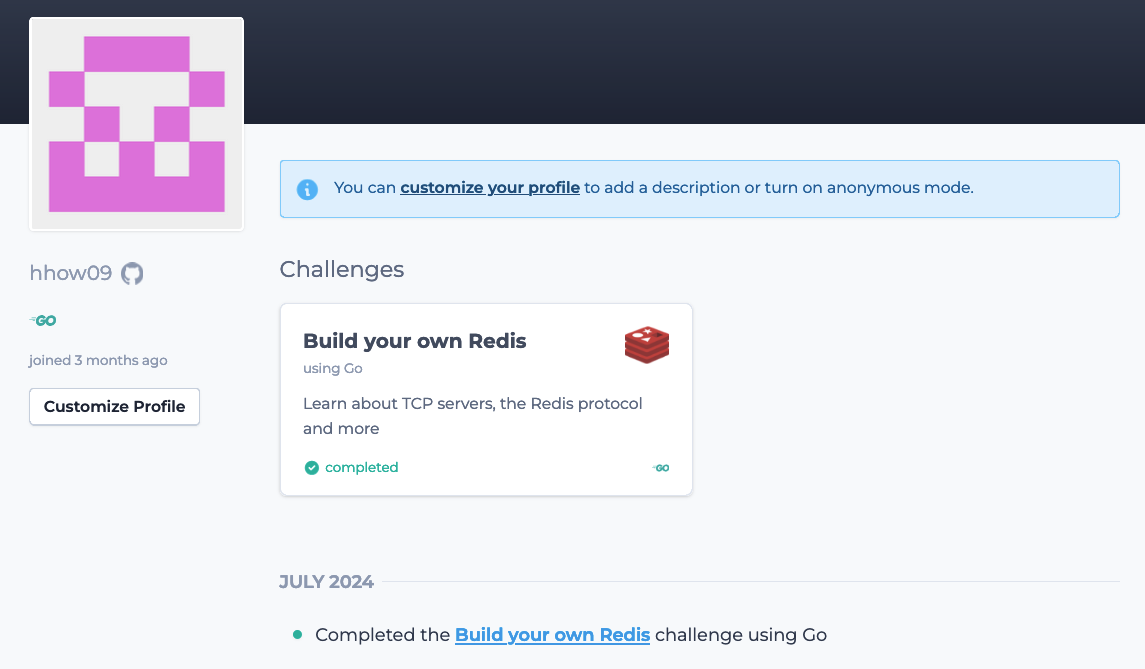 You can customize your profile to add a description or turn on anonymous mode.
hhow09
GO
joined 3 months ago
Customize Profile
Challenges
Build your own Redis
using Go
Learn about TCP servers, the Redis protocol
and more
completed
GO
JULY 2024
Completed the Build your own Redis challenge using Go